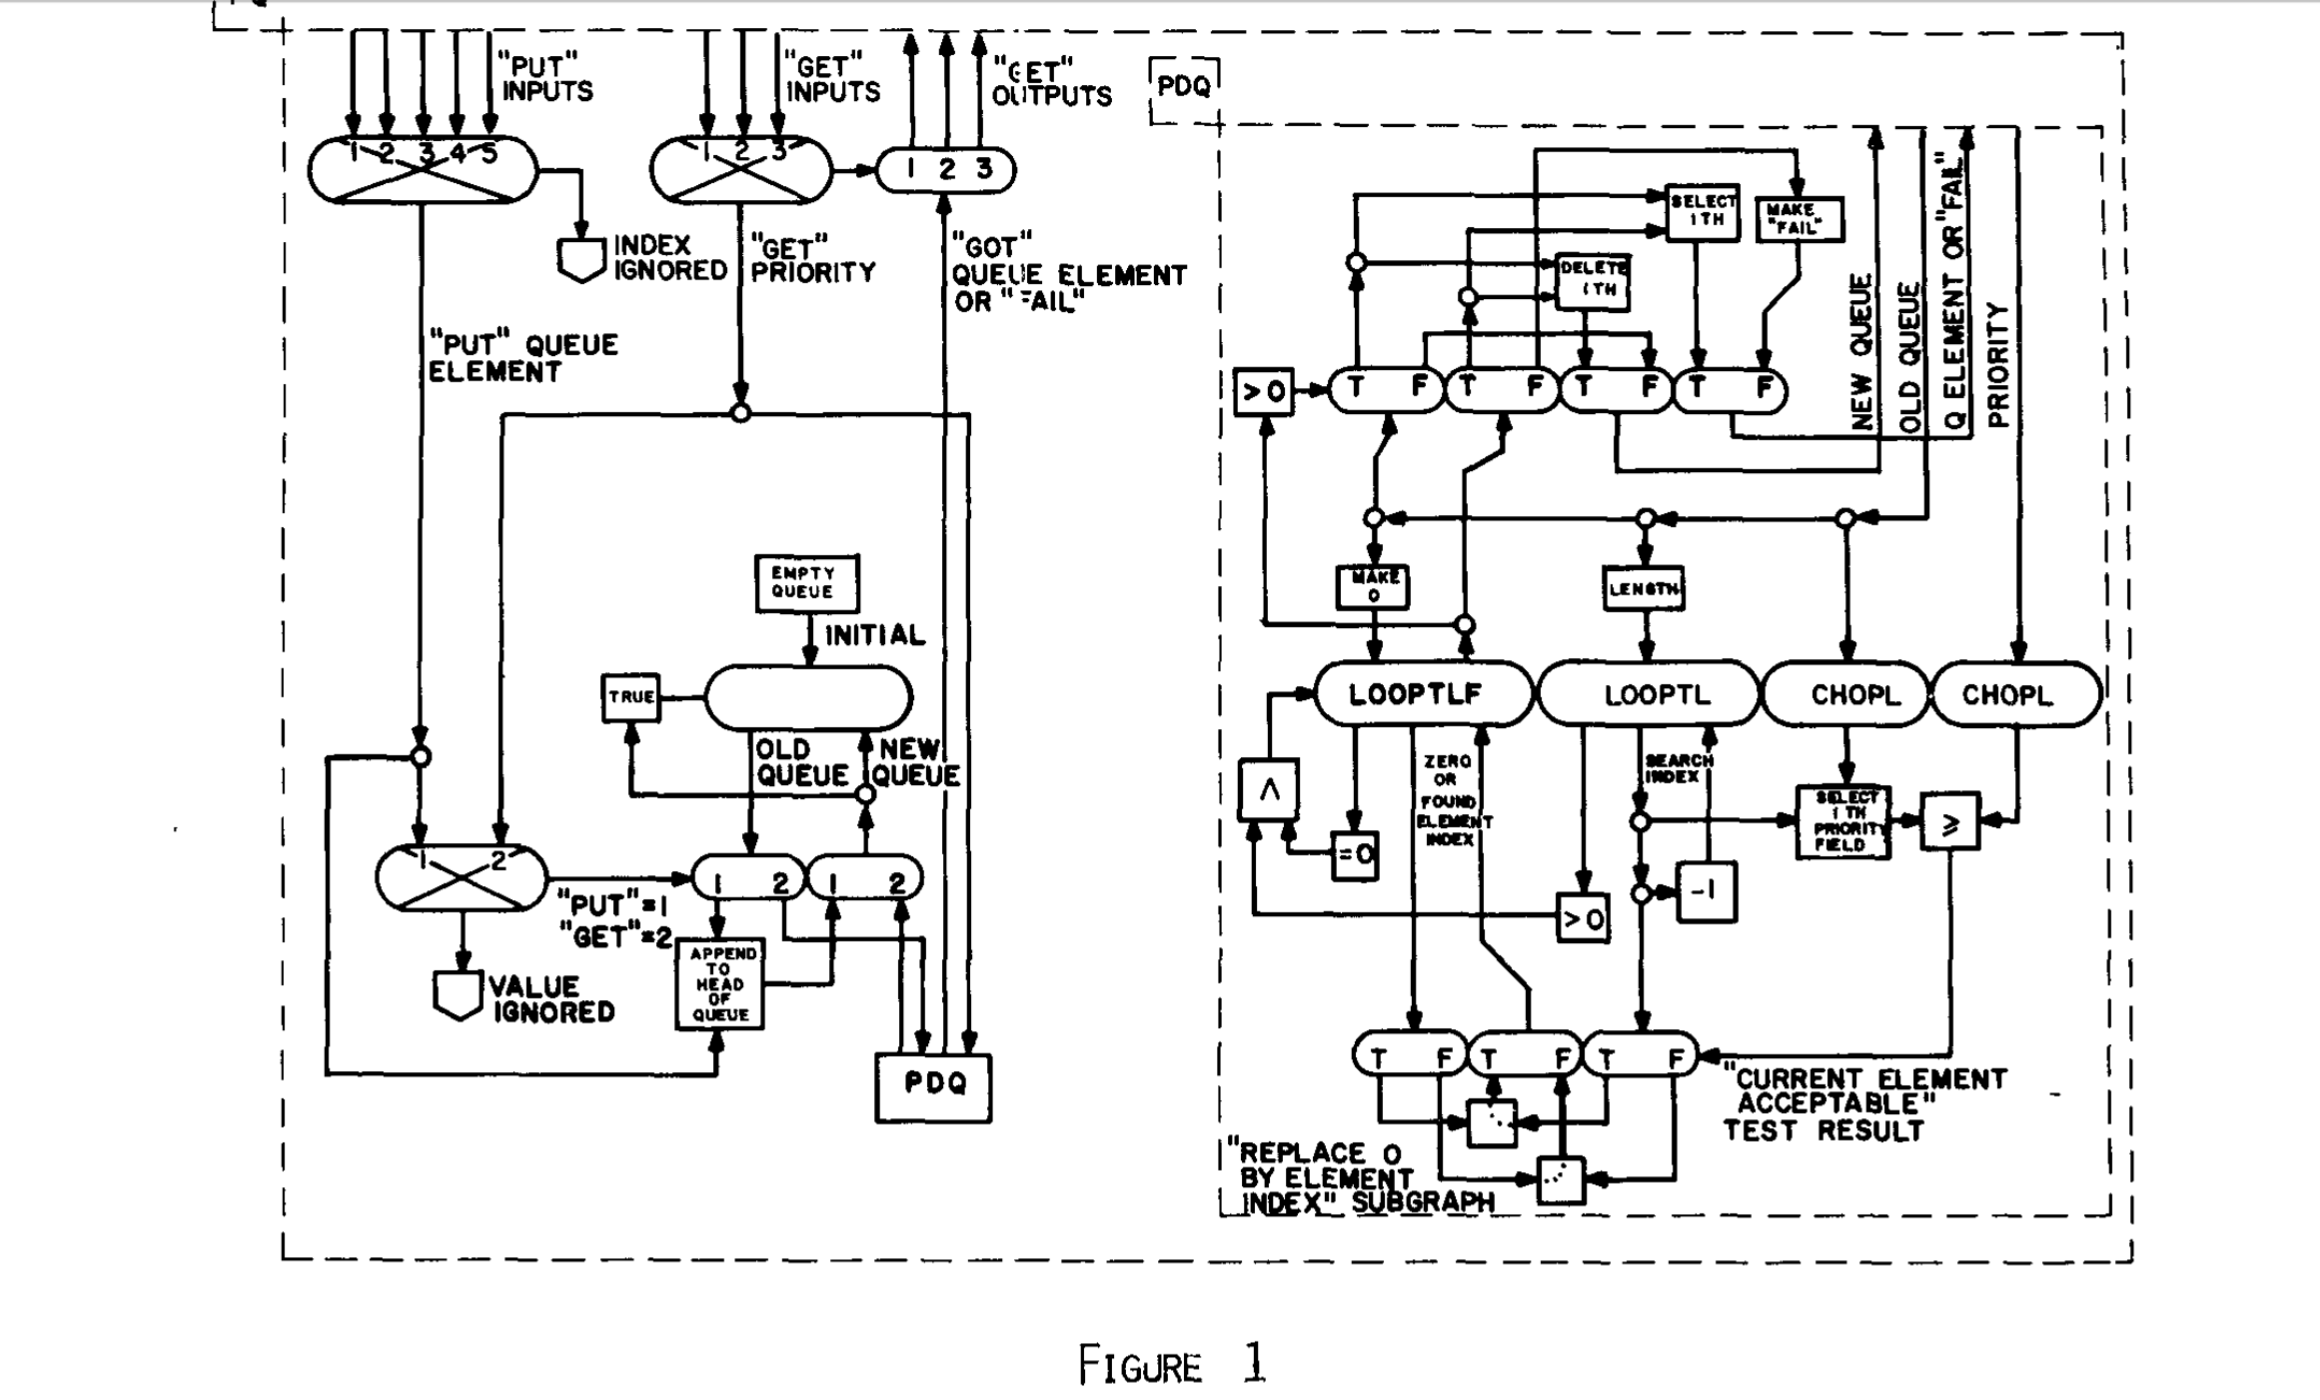 "PUT"
INPUTS
"GET"
INPUTS
"GET"
OUTPUTS
1 2 3 4 5
1 2 3
1 2 3
INDEX
IGNORED
"GET"
PRIORITY
"GOT"
QUEUE ELEMENT
OR "FAIL"
"PUT" QUEUE
ELEMENT
EMPTY
QUEUE
INITIAL
TRUE
OLD
QUEUE
NEW
QUEUE
1 2
1 2
1 2
"PUT"=1
"GET"=2
APPEND
TO
HEAD
OF
QUEUE
VALUE
IGNORED
PDQ
PDQ
SELECT
ITH
MAKE
"FAIL"
DELETE
ITH
NEW QUEUE
OLD QUEUE
Q ELEMENT OR "FAIL"
PRIORITY
>0
T F
T F
T F
T F
MAKE
0
LENGTH
LOOPTLF
LOOPTL
CHOPL
CHOPL
∧
=0
ZERO
OR
FOUND
ELEMENT
INDEX
SEARCH
INDEX
>0
-1
SELECT
ITH
PRIORITY
FIELD
≥
T F
T F
T F
"CURRENT ELEMENT
ACCEPTABLE"
TEST RESULT
"REPLACE 0
BY ELEMENT
INDEX" SUBGRAPH
FIGURE 1